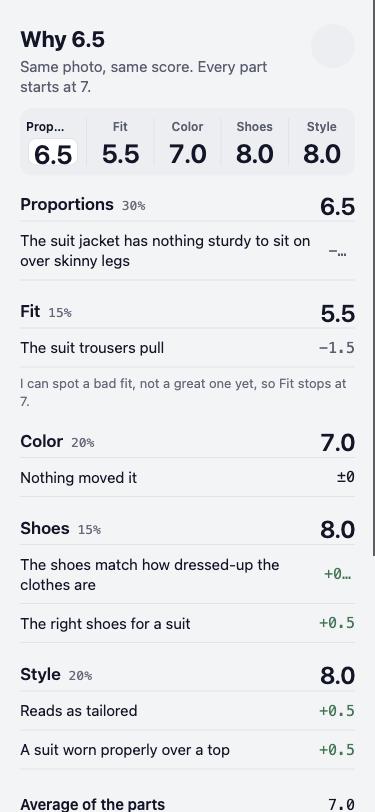 Why 6.5
Same photo, same score. Every part
starts at 7.
Prop... Fit Color Shoes Style
6.5 5.5 7.0 8.0 8.0
Proportions 30% 6.5
The suit jacket has nothing sturdy to sit on
over skinny legs −…
Fit 15% 5.5
The suit trousers pull −1.5
I can spot a bad fit, not a great one yet, so Fit stops at
7.
Color 20% 7.0
Nothing moved it ±0
Shoes 15% 8.0
The shoes match how dressed-up the
clothes are +0…
The right shoes for a suit +0.5
Style 20% 8.0
Reads as tailored +0.5
A suit worn properly over a top +0.5
Average of the parts 7.0